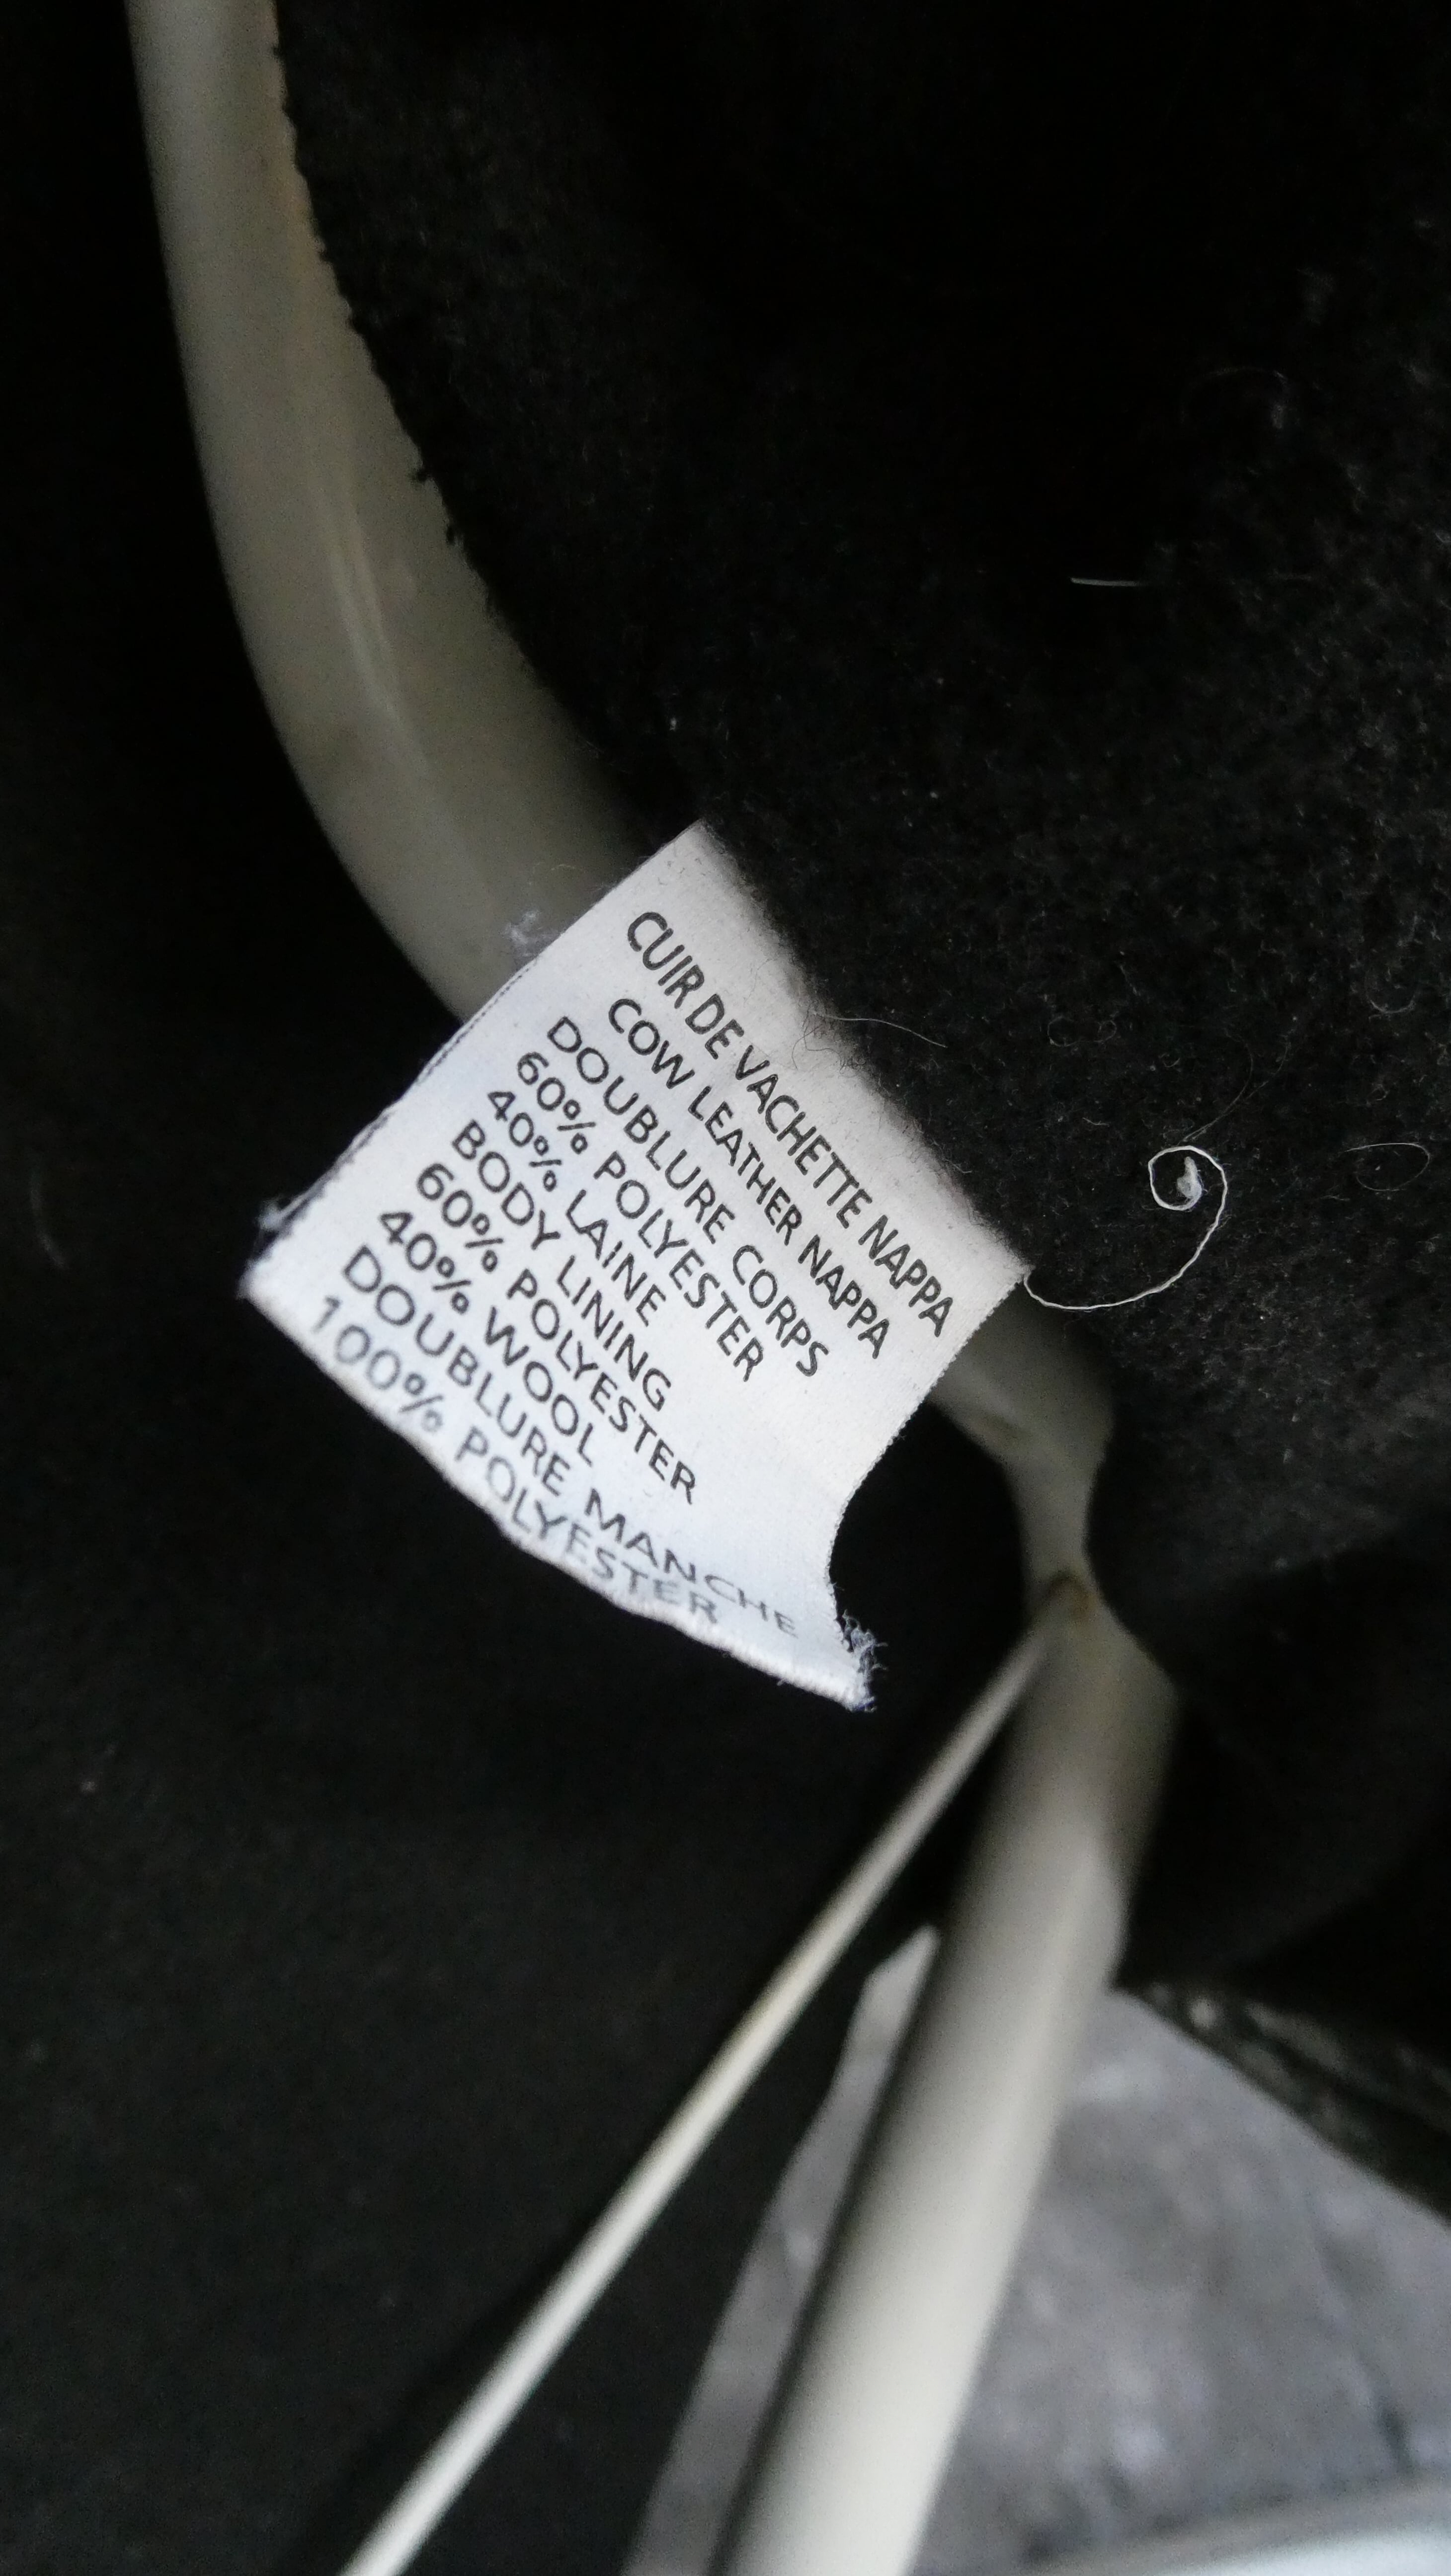 CUIR DE VACHETTE NAPPA
COW LEATHER NAPPA
DOUBLURE CORPS
60% POLYESTER
40% LAINE
BODY LINING
60% POLYESTER
40% WOOL
DOUBLURE MANCHE
100% POLYESTER